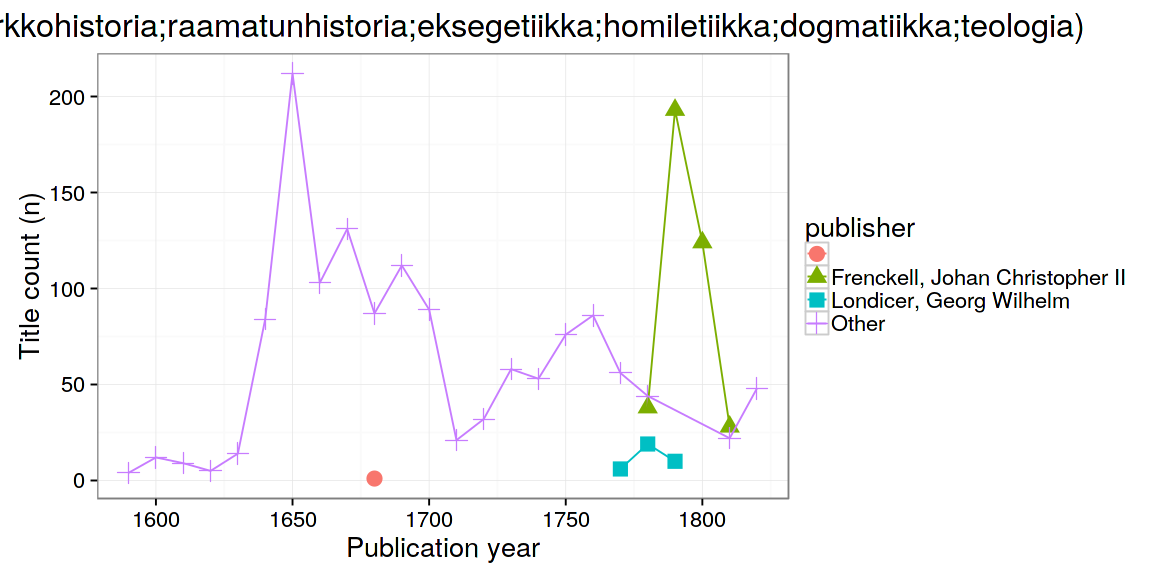 rkkohistoria;raamatunhistoria;eksegetiikka;homiletiikka;dogmatiikka;teologia)
Title count (n)
200
150
100
50
0
1600 1650 1700 1750 1800
Publication year
publisher
Frenckell, Johan Christopher II
Londicer, Georg Wilhelm
Other